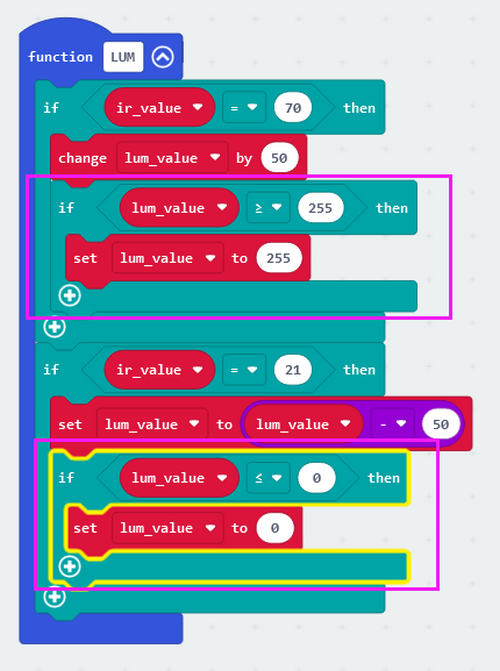 function LUM
if ir_value = 70 then
change lum_value by 50
if lum_value ≥ 255 then
set lum_value to 255
if ir_value = 21 then
set lum_value to lum_value - 50
if lum_value ≤ 0 then
set lum_value to 0